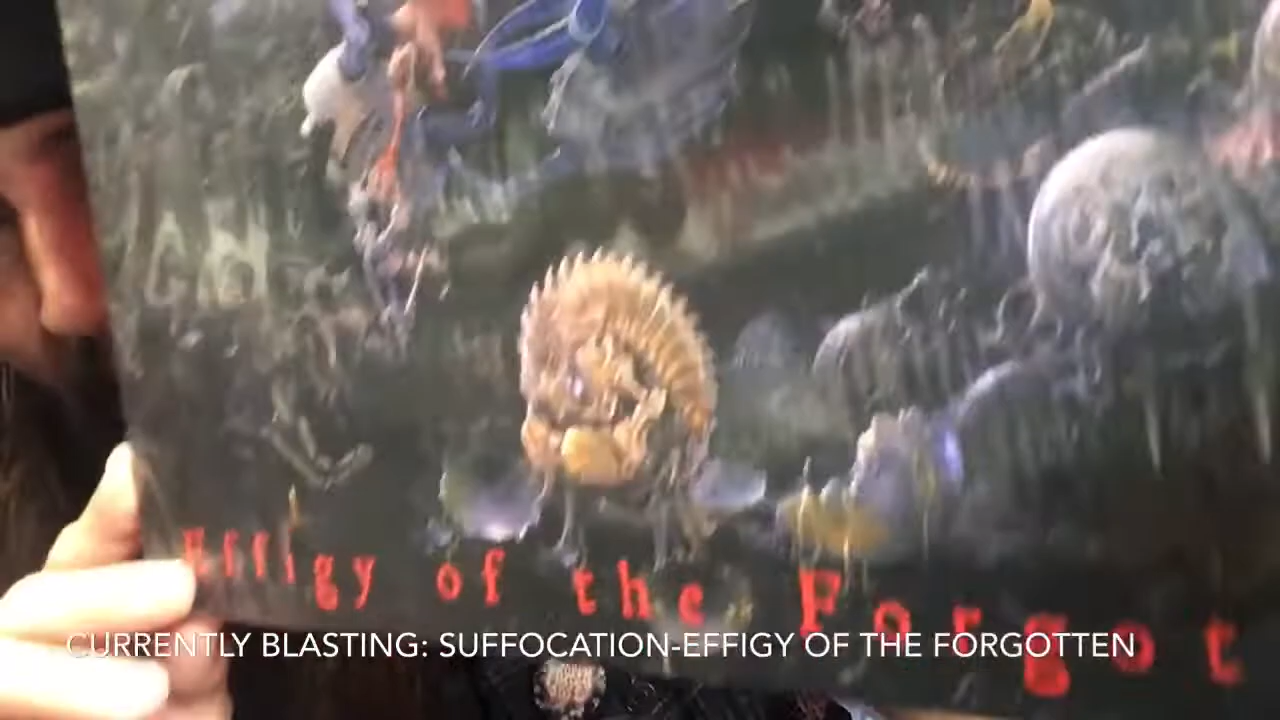 Effigy of the Forgot
CURRENTLY BLASTING: SUFFOCATION-EFFIGY OF THE FORGOTTEN